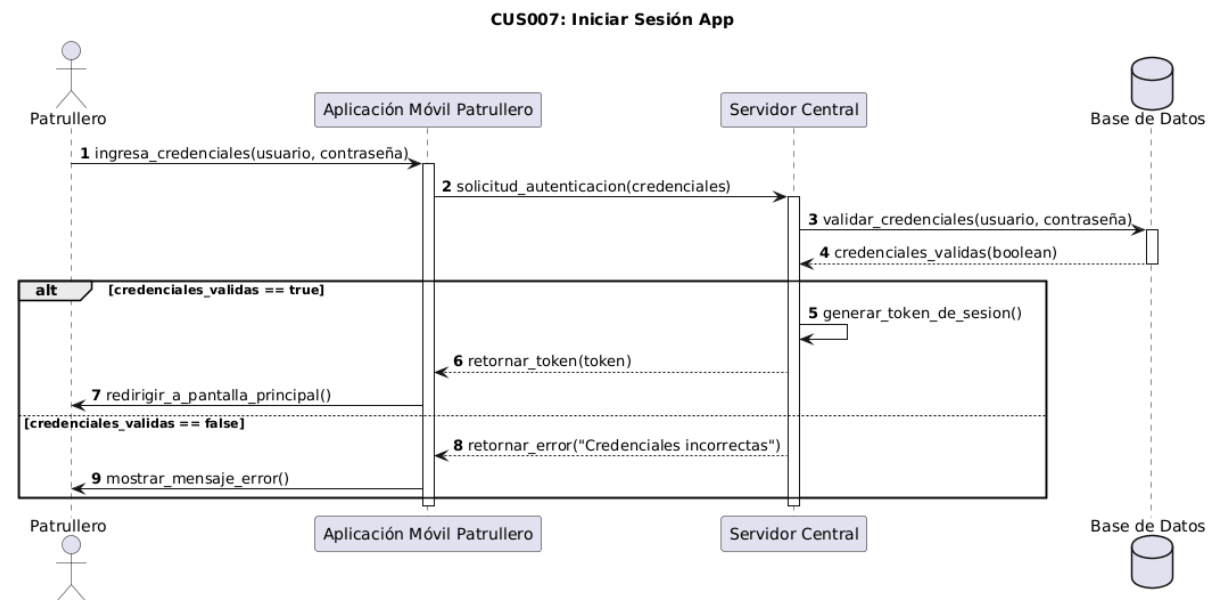 CUS007: Iniciar Sesión App
Patrullero
Aplicación Móvil Patrullero
Servidor Central
Base de Datos
1 ingresa_credenciales(usuario, contraseña)
2 solicitud_autenticacion(credenciales)
3 validar_credenciales(usuario, contraseña)
4 credenciales_validas(boolean)
alt [credenciales_validas == true]
5 generar_token_de_sesion()
6 retornar_token(token)
7 redirigir_a_pantalla_principal()
[credenciales_validas == false]
8 retornar_error("Credenciales incorrectas")
9 mostrar_mensaje_error()
Patrullero
Aplicación Móvil Patrullero
Servidor Central
Base de Datos